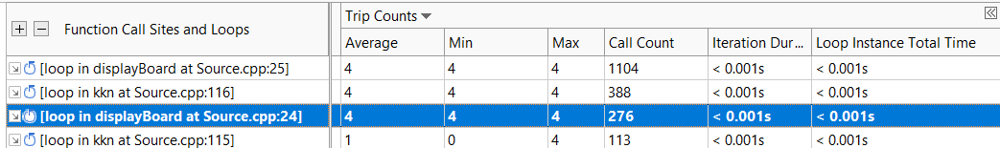 Trip Counts
Function Call Sites and Loops
Average Min Max Call Count Iteration Dur... Loop Instance Total Time
[loop in displayBoard at Source.cpp:25] 4 4 4 1104 < 0.001s < 0.001s
[loop in kkn at Source.cpp:116] 4 4 4 388 < 0.001s < 0.001s
[loop in displayBoard at Source.cpp:24] 4 4 4 276 < 0.001s < 0.001s
[loop in kkn at Source.cpp:115] 1 0 4 113 < 0.001s < 0.001s